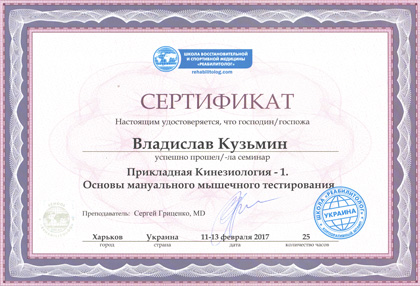 ШКОЛА ВОССТАНОВИТЕЛЬНОЙ
И СПОРТИВНОЙ МЕДИЦИНЫ
«РЕАБИЛИТОЛОГ»
rehabilitolog.com
СЕРТИФИКАТ
Настоящим удостоверяется, что господин/госпожа
Владислав Кузьмин
успешно прошел/-ла семинар
Прикладная Кинезиология - 1.
Основы мануального мышечного тестирования
Преподаватель: Сергей Гриценко, MD
ШКОЛА «РЕАБИЛИТОЛОГ»
УКРАИНА
Харьков Украина 11-13 февраля 2017 25
город страна дата количество часов